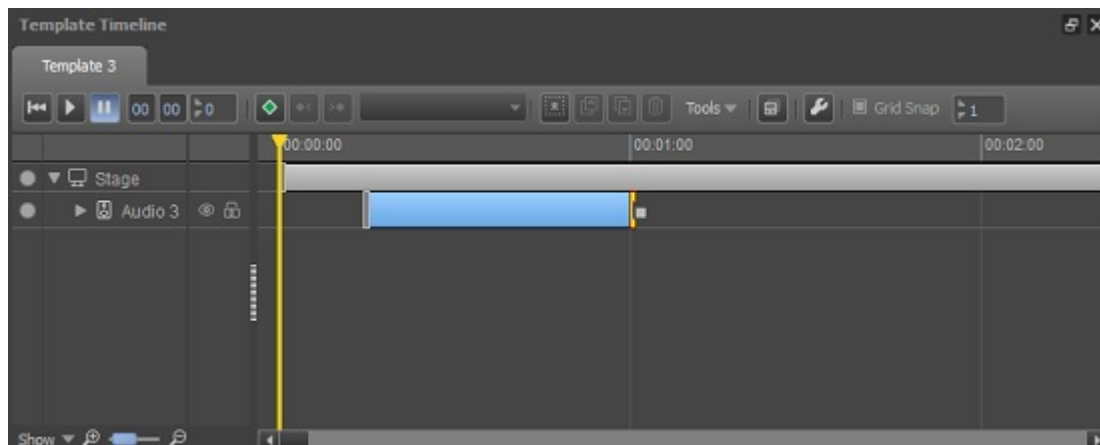 Template Timeline
Template 3
00 00 0 Tools Grid Snap 1
00:00:00 00:01:00 00:02:00
Stage
Audio 3
Show